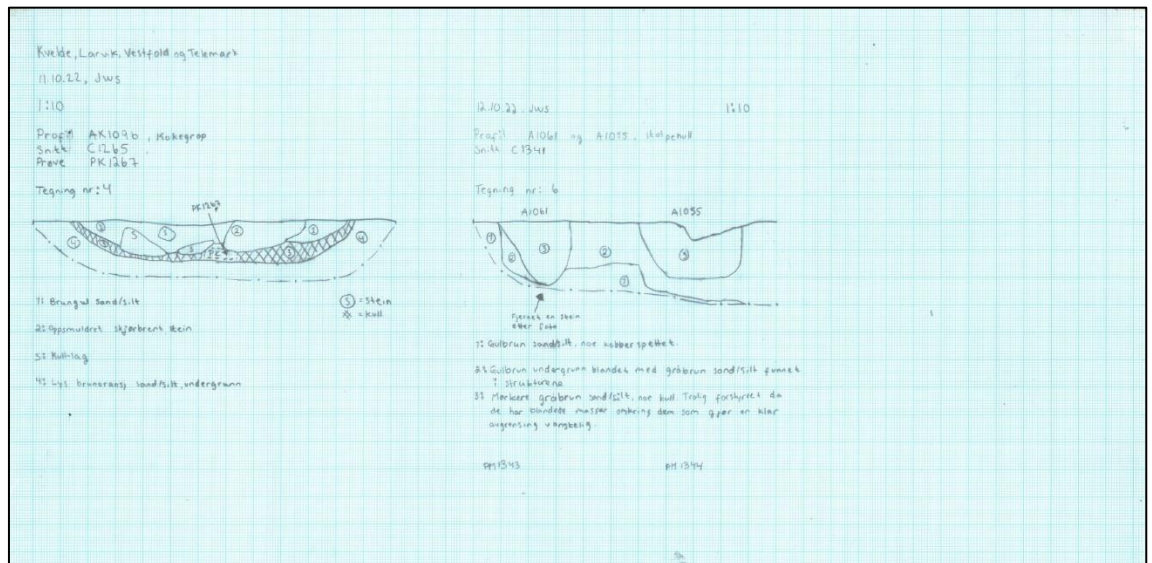 Kvelde, Larvik, Vestfold og Telemark
11.10.22, JWS
1:10
Profil AK1096, Kokegrop
Snitt C1265
Prøve PK1267
Tegning nr: 4
PK1267
1: Brungul sand/silt
S = stein
= kull
2: Oppsmuldret skjørbrent stein
3: Kull-lag
4: Lys brunoransj sand/silt, undergrunn
12.10.22. JWS
1:10
Profil A1061 og A1055, stolpehull
Snitt C1341
Tegning nr: 6
A1061
A1055
Fjernet en stein
etter foto
1: Gulbrun sand/silt, noe kobberspettet.
2: Gulbrun undergrunn blandet med gråbrun sand/silt funnet
i strukturene
3: Mørkere gråbrun sand/silt, noe kull. Trolig forstyrret da
de har blandede masser omkring dem som gjør en klar
avgrensing vanskelig.
PM1343
PM1344